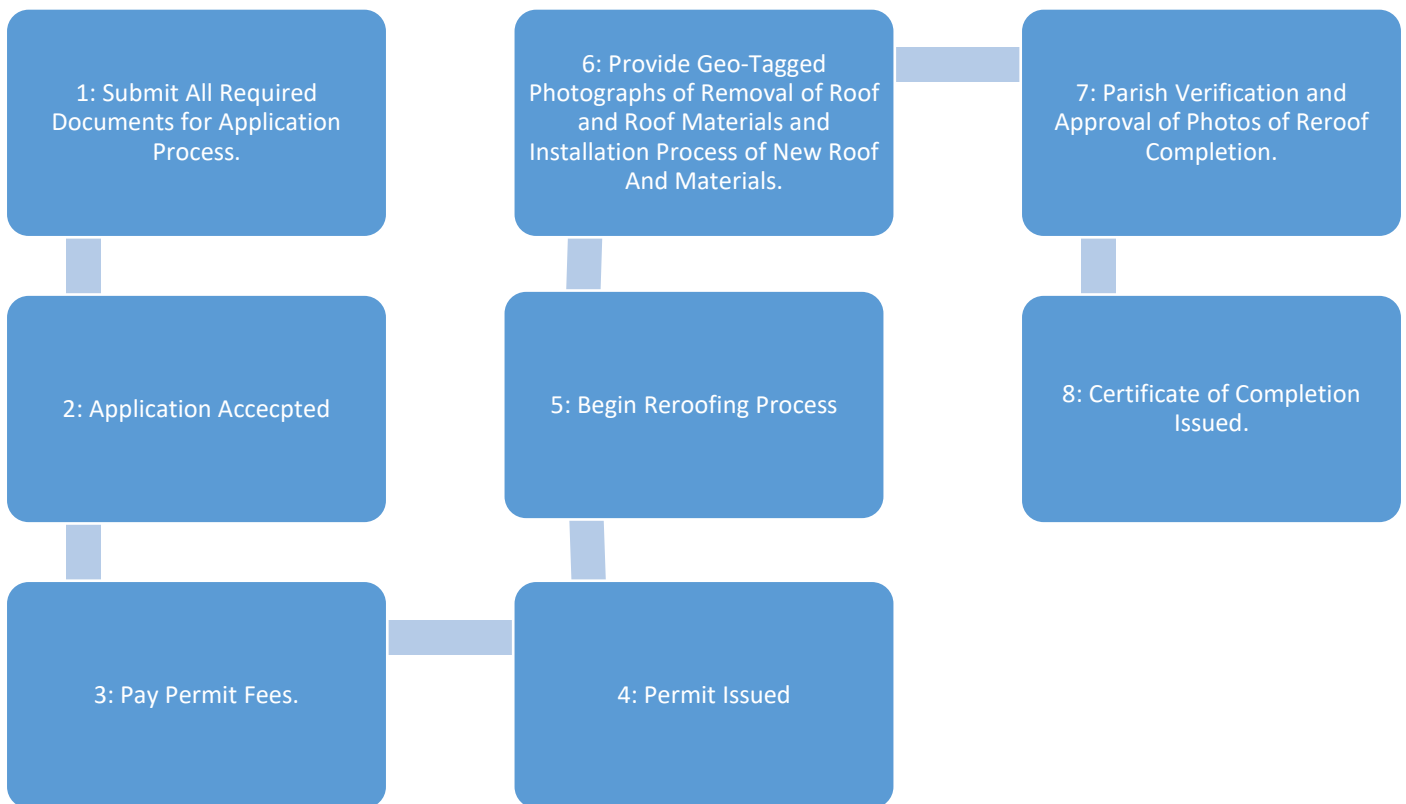 1: Submit All Required
Documents for Application
Process.
2: Application Accecpted
3: Pay Permit Fees.
4: Permit Issued
5: Begin Reroofing Process
6: Provide Geo-Tagged
Photographs of Removal of Roof
and Roof Materials and
Installation Process of New Roof
And Materials.
7: Parish Verification and
Approval of Photos of Reroof
Completion.
8: Certificate of Completion
Issued.